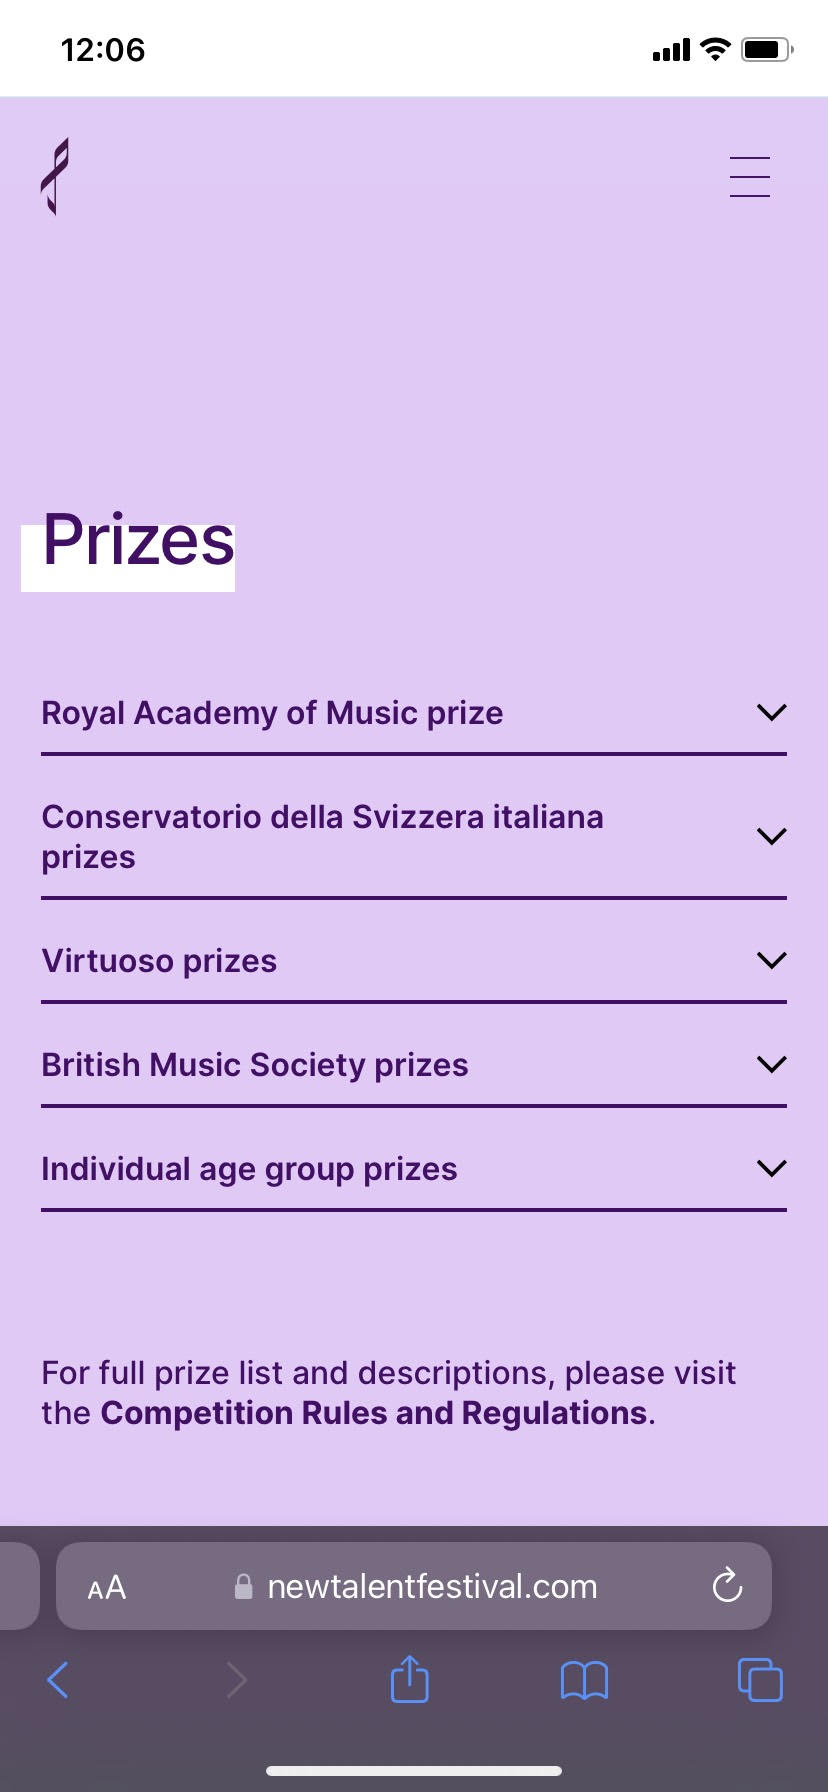 12:06
Prizes
Royal Academy of Music prize
Conservatorio della Svizzera italiana
prizes
Virtuoso prizes
British Music Society prizes
Individual age group prizes
For full prize list and descriptions, please visit
the Competition Rules and Regulations.
AA newtalentfestival.com